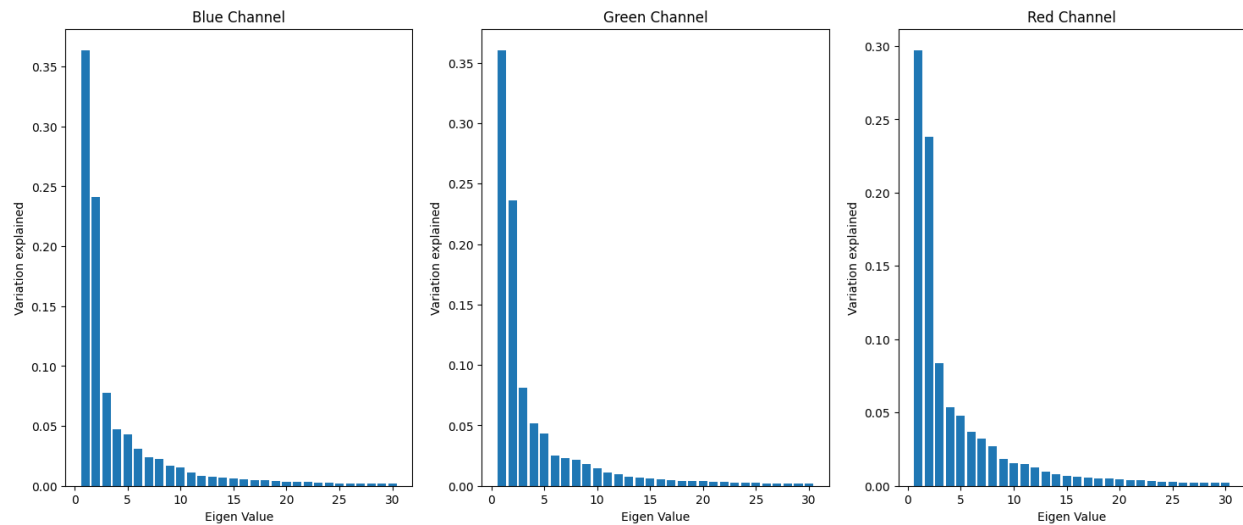 Blue Channel
0.35
0.30
0.25
0.20
0.15
0.10
0.05
0.00
Variation explained
0 5 10 15 20 25 30
Eigen Value
Green Channel
0.35
0.30
0.25
0.20
0.15
0.10
0.05
0.00
Variation explained
0 5 10 15 20 25 30
Eigen Value
Red Channel
0.30
0.25
0.20
0.15
0.10
0.05
0.00
Variation explained
0 5 10 15 20 25 30
Eigen Value